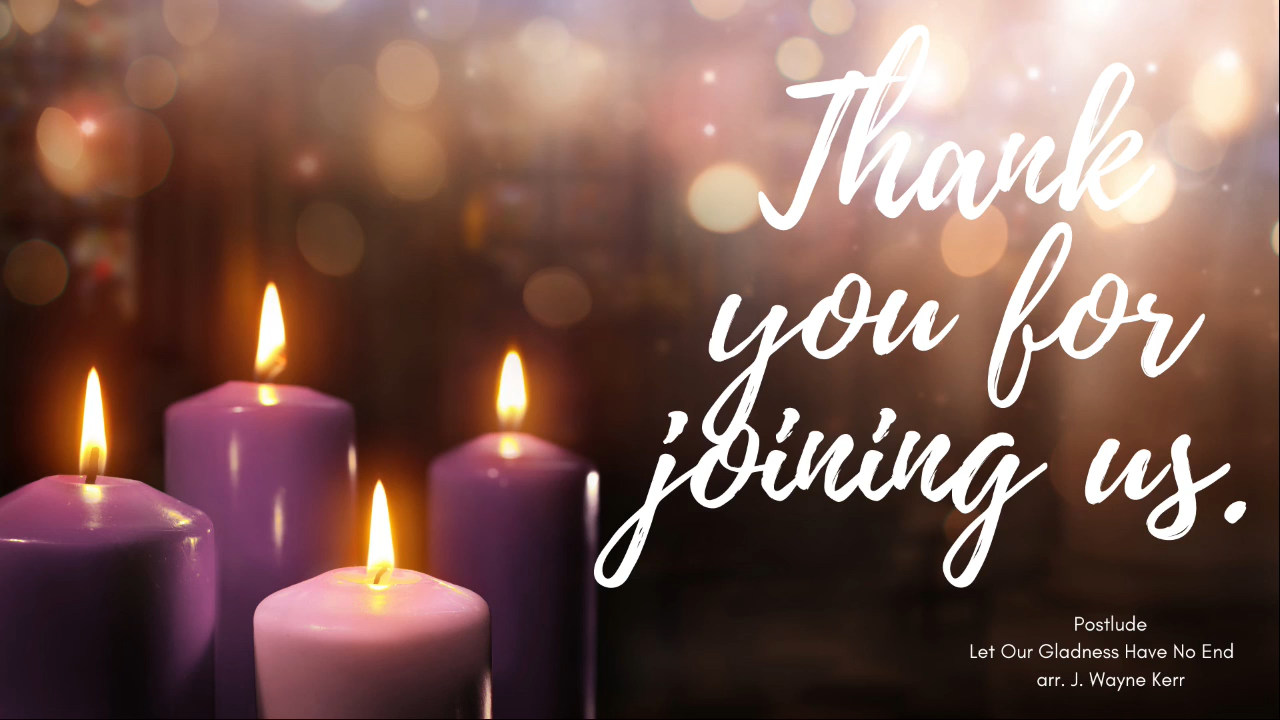 Thank
you for
joining us.
Postlude
Let Our Gladness Have No End
arr. J. Wayne Kerr